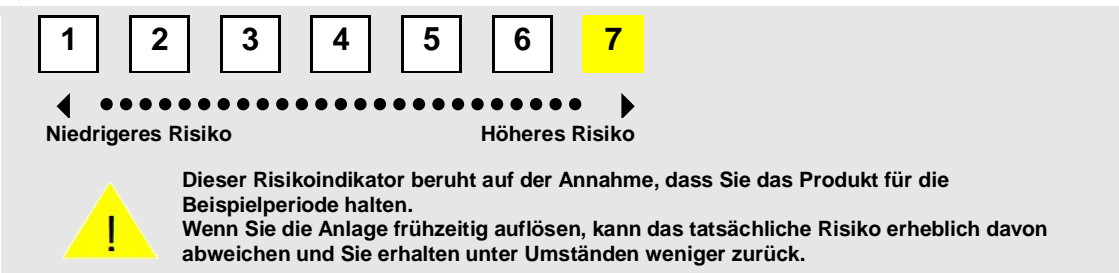 1 2 3 4 5 6 7
Niedrigeres Risiko Höheres Risiko
Dieser Risikoindikator beruht auf der Annahme, dass Sie das Produkt für die
Beispielperiode halten.
! Wenn Sie die Anlage frühzeitig auflösen, kann das tatsächliche Risiko erheblich davon
abweichen und Sie erhalten unter Umständen weniger zurück.